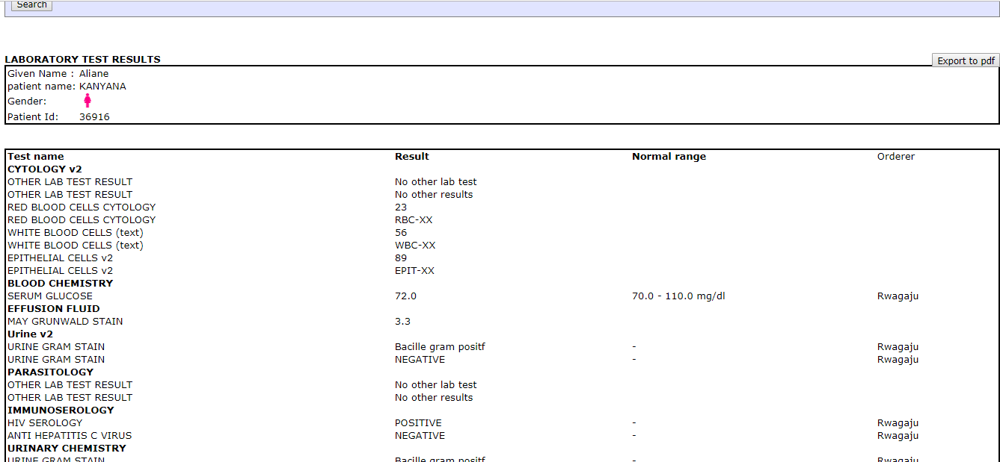 Search
LABORATORY TEST RESULTS
Export to pdf
Given Name : Aliane
patient name: KANYANA
Gender:
Patient Id: 36916
Test name Result Normal range Orderer
CYTOLOGY v2
OTHER LAB TEST RESULT No other lab test
OTHER LAB TEST RESULT No other results
RED BLOOD CELLS CYTOLOGY 23
RED BLOOD CELLS CYTOLOGY RBC-XX
WHITE BLOOD CELLS (text) 56
WHITE BLOOD CELLS (text) WBC-XX
EPITHELIAL CELLS v2 89
EPITHELIAL CELLS v2 EPIT-XX
BLOOD CHEMISTRY
SERUM GLUCOSE 72.0 70.0 - 110.0 mg/dl Rwagaju
EFFUSION FLUID
MAY GRUNWALD STAIN 3.3
Urine v2
URINE GRAM STAIN Bacille gram positf - Rwagaju
URINE GRAM STAIN NEGATIVE - Rwagaju
PARASITOLOGY
OTHER LAB TEST RESULT No other lab test
OTHER LAB TEST RESULT No other results
IMMUNOSEROLOGY
HIV SEROLOGY POSITIVE - Rwagaju
ANTI HEPATITIS C VIRUS NEGATIVE - Rwagaju
URINARY CHEMISTRY
URINE GRAM STAIN Bacille gram positf - Rwagaju